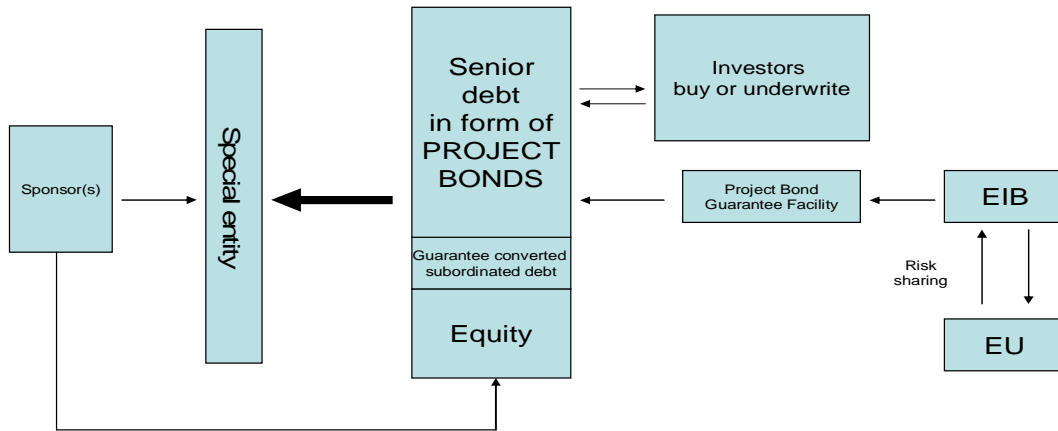 Sponsor(s)
Special entity
Senior
debt
in form of
PROJECT
BONDS
Guarantee converted
subordinated debt
Equity
Investors
buy or underwrite
Project Bond
Guarantee Facility
EIB
Risk
sharing
EU